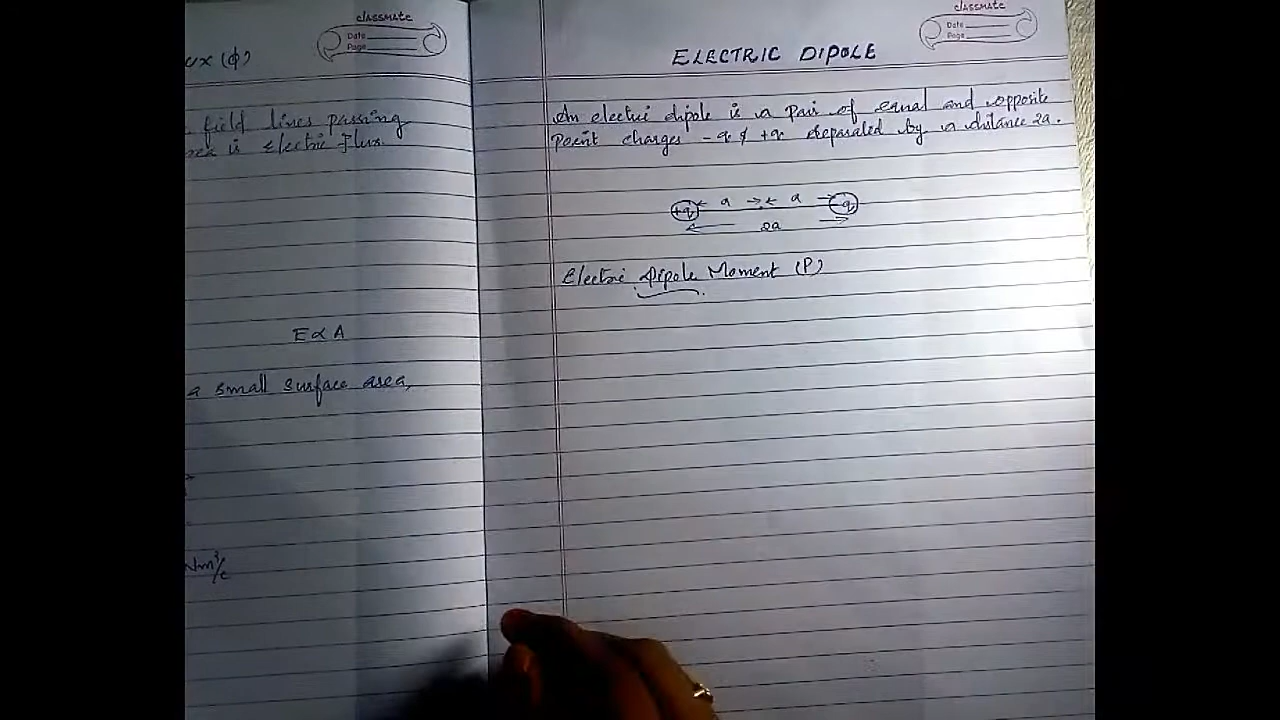 classmate
Date
Page
ux (ϕ)
field lines passing
is electric flux.
E ∝ A
a small surface area,
Nm²/c
classmate
Date
Page
ELECTRIC DIPOLE
An electric dipole is a pair of equal and opposite
point charges -q & +q separated by a distance 2a.
+q a a -q
2a
Electric Dipole Moment (P)